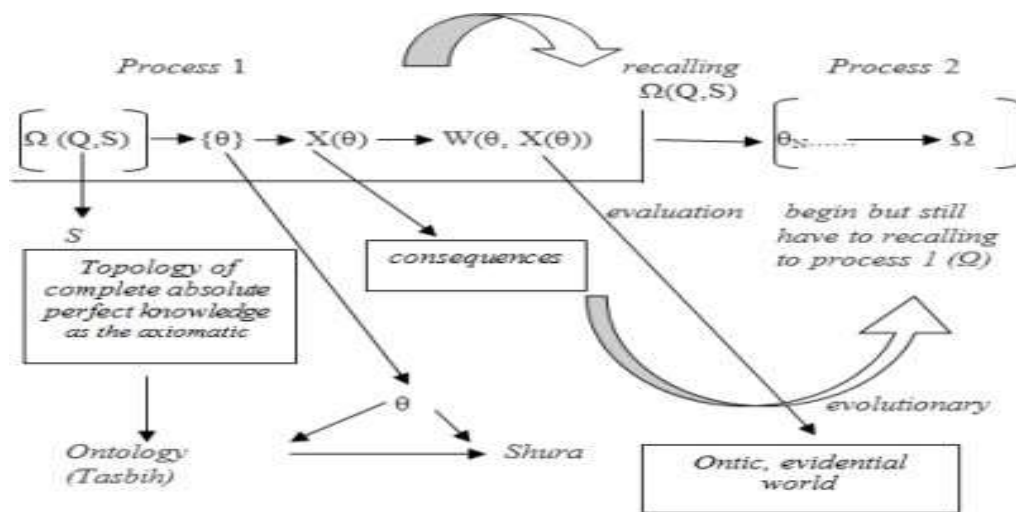 Process 1
recalling
Ω(Q,S)
Process 2
Ω (Q,S)
{θ}
X(θ)
W(θ, X(θ))
θN......
Ω
S
Topology of
complete absolute
perfect knowledge
as the axiomatic
consequences
evaluation
begin but still
have to recalling
to process 1 (Ω)
θ
evolutionary
Ontology
(Tasbih)
Shura
Ontic, evidential
world